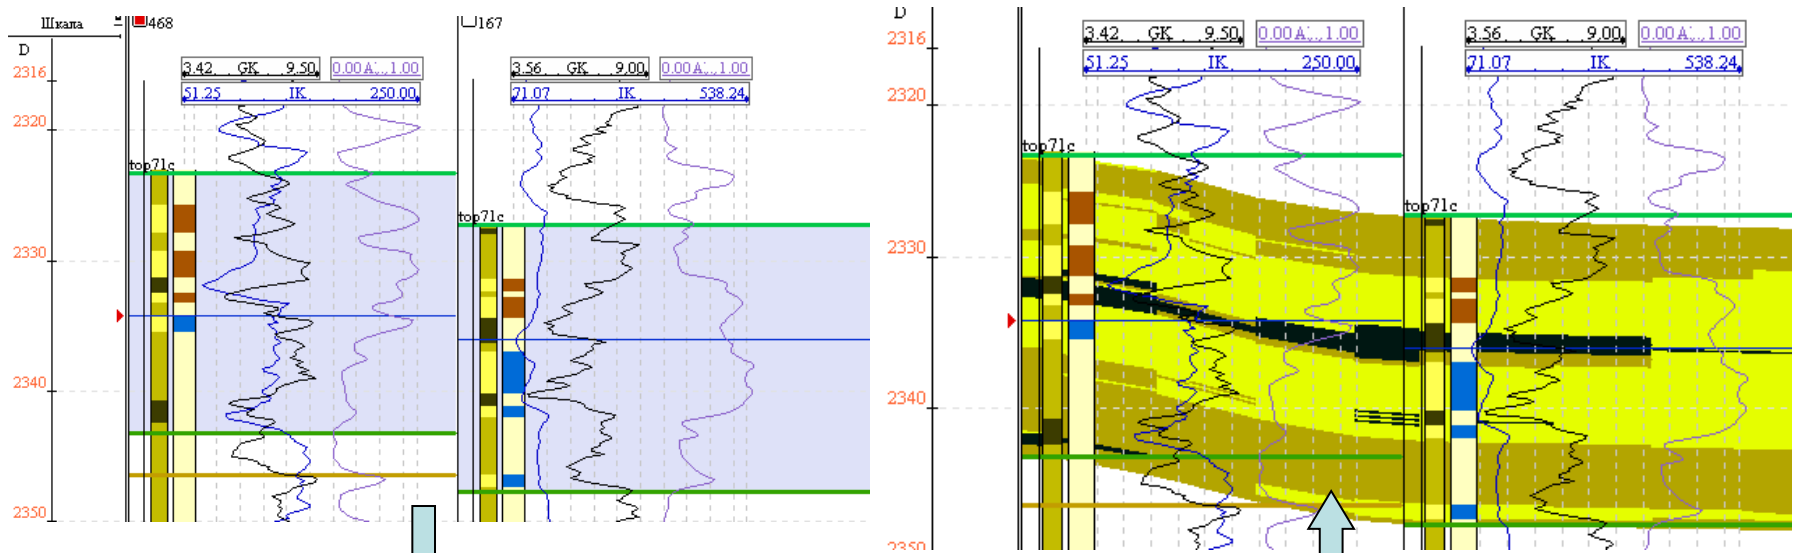 Шкала
468
167
D
2316
2320
2330
2340
2350
3.42 GK 9.50
0.00 A... 1.00
51.25 IK 250.00
3.56 GK 9.00
0.00 A... 1.00
71.07 IK 538.24
top71c
top71c
D
2316
2320
2330
2340
2350
3.42 GK 9.50
0.00 A... 1.00
51.25 IK 250.00
3.56 GK 9.00
0.00 A... 1.00
71.07 IK 538.24
top71c
top71c